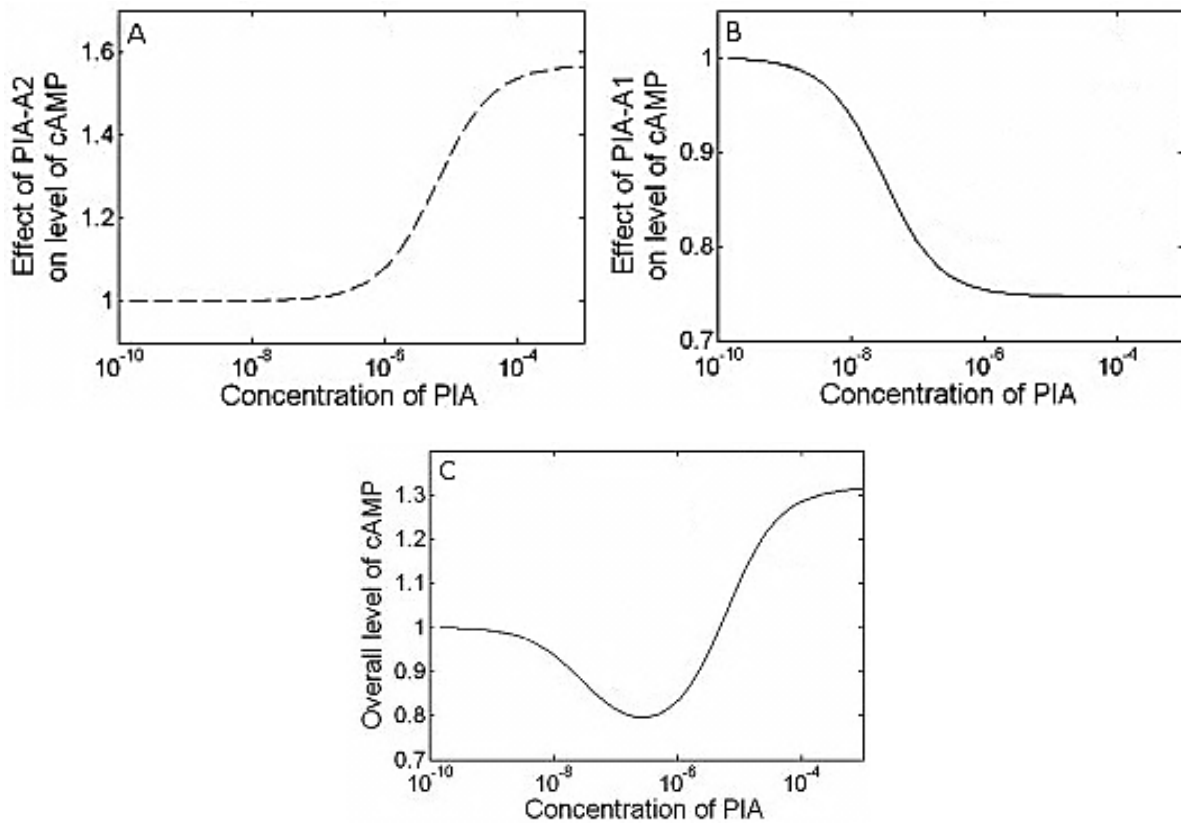 A
Effect of PIA-A2
on level of cAMP
1.6
1.4
1.2
1
10-10
10-8
10-6
10-4
Concentration of PIA
B
Effect of PIA-A1
on level of cAMP
1
0.9
0.8
0.7
10-10
10-8
10-6
10-4
Concentration of PIA
C
Overall level of cAMP
1.3
1.2
1.1
1
0.9
0.8
0.7
10-10
10-8
10-6
10-4
Concentration of PIA